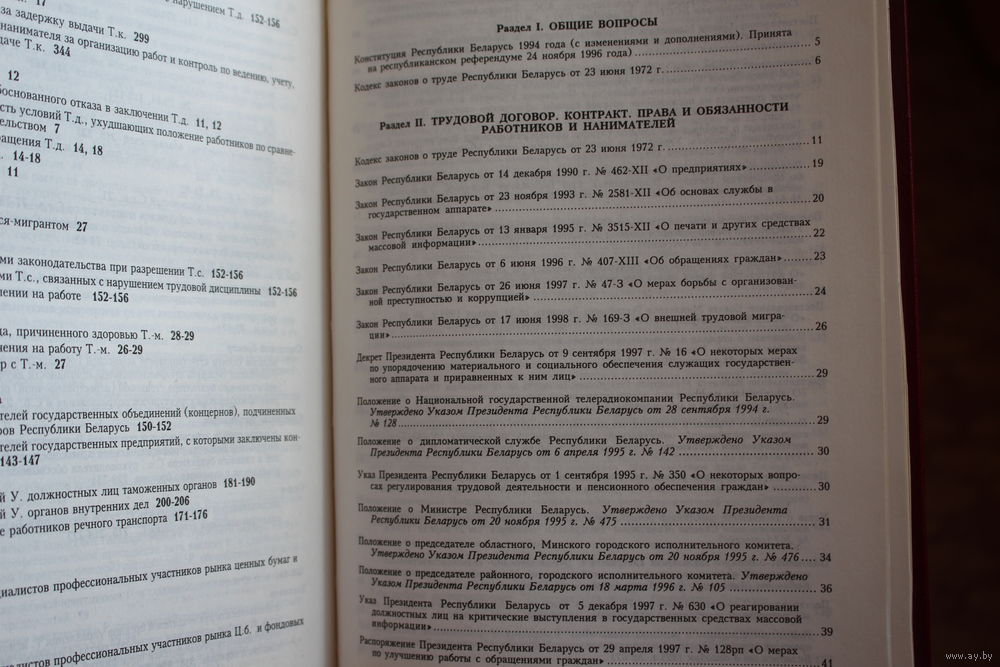 нарушением Т.д. 152-156
17
за задержку выдачи Т.к. 299
нанимателя за организацию работ и контроль по ведению, учету,
даче Т.к. 344
12
боснованного отказа в заключении Т.д. 11, 12
сть условий Т.д., ухудшающих положение работников по сравне-
ельством 7
ращения Т.д. 14, 18
. 14-18
11
ся-мигрантом 27
ми законодательства при разрешении Т.с. 152-156
ми Т.с., связанных с нарушением трудовой дисциплины 152-156
лении на работе 152-156
да, причиненного здоровью Т.-м. 28-29
нения на работу Т.-м. 26-29
р с Т.-м. 27
телей государственных объединений (концернов), подчиненных
ров Республики Беларусь 150-152
телей государственных предприятий, с которыми заключены кон-
143-147
й У. должностных лиц таможенных органов 181-190
й У. органов внутренних дел 200-206
е работников речного транспорта 171-176
циалистов профессиональных участников рынка ценных бумаг и
алистов профессиональных участников рынка Ц.б. и фондовых
Раздел I. ОБЩИЕ ВОПРОСЫ
Конституция Республики Беларусь 1994 года (с изменениями и дополнениями). Принята
на республиканском референдуме 24 ноября 1996 года) ..... 5
Кодекс законов о труде Республики Беларусь от 23 июня 1972 г. ..... 6
Раздел II. ТРУДОВОЙ ДОГОВОР. КОНТРАКТ. ПРАВА И ОБЯЗАННОСТИ
РАБОТНИКОВ И НАНИМАТЕЛЕЙ
Кодекс законов о труде Республики Беларусь от 23 июня 1972 г. ..... 11
Закон Республики Беларусь от 14 декабря 1990 г. № 462-XII «О предприятиях» ..... 19
Закон Республики Беларусь от 23 ноября 1993 г. № 2581-XII «Об основах службы в
государственном аппарате» ..... 20
Закон Республики Беларусь от 13 января 1995 г. № 3515-XII «О печати и других средствах
массовой информации» ..... 22
Закон Республики Беларусь от 6 июня 1996 г. № 407-XIII «Об обращениях граждан» ..... 23
Закон Республики Беларусь от 26 июня 1997 г. № 47-З «О мерах борьбы с организован-
ной преступностью и коррупцией» ..... 24
Закон Республики Беларусь от 17 июня 1998 г. № 169-З «О внешней трудовой мигра-
ции» ..... 26
Декрет Президента Республики Беларусь от 9 сентября 1997 г. № 16 «О некоторых мерах
по упорядочению материального и социального обеспечения служащих государствен-
ного аппарата и приравненных к ним лиц» ..... 29
Положение о Национальной государственной телерадиокомпании Республики Беларусь.
Утверждено Указом Президента Республики Беларусь от 28 сентября 1994 г.
№ 128 ..... 29
Положение о дипломатической службе Республики Беларусь. Утверждено Указом
Президента Республики Беларусь от 6 апреля 1995 г. № 142 ..... 30
Указ Президента Республики Беларусь от 1 сентября 1995 г. № 350 «О некоторых вопро-
сах регулирования трудовой деятельности и пенсионного обеспечения граждан» ..... 30
Положение о Министре Республики Беларусь. Утверждено Указом Президента
Республики Беларусь от 20 ноября 1995 г. № 475 ..... 31
Положение о председателе областного, Минского городского исполнительного комитета.
Утверждено Указом Президента Республики Беларусь от 20 ноября 1995 г. № 476 .... 34
Положение о председателе районного, городского исполнительного комитета. Утверждено
Указом Президента Республики Беларусь от 18 марта 1996 г. № 105 ..... 36
Указ Президента Республики Беларусь от 5 декабря 1997 г. № 630 «О реагировании
должностных лиц на критические выступления в государственных средствах массовой
информации» ..... 39
Распоряжение Президента Республики Беларусь от 29 апреля 1997 г. № 128рп «О мерах
по улучшению работы с обращениями граждан» ..... 41
www.ay.by